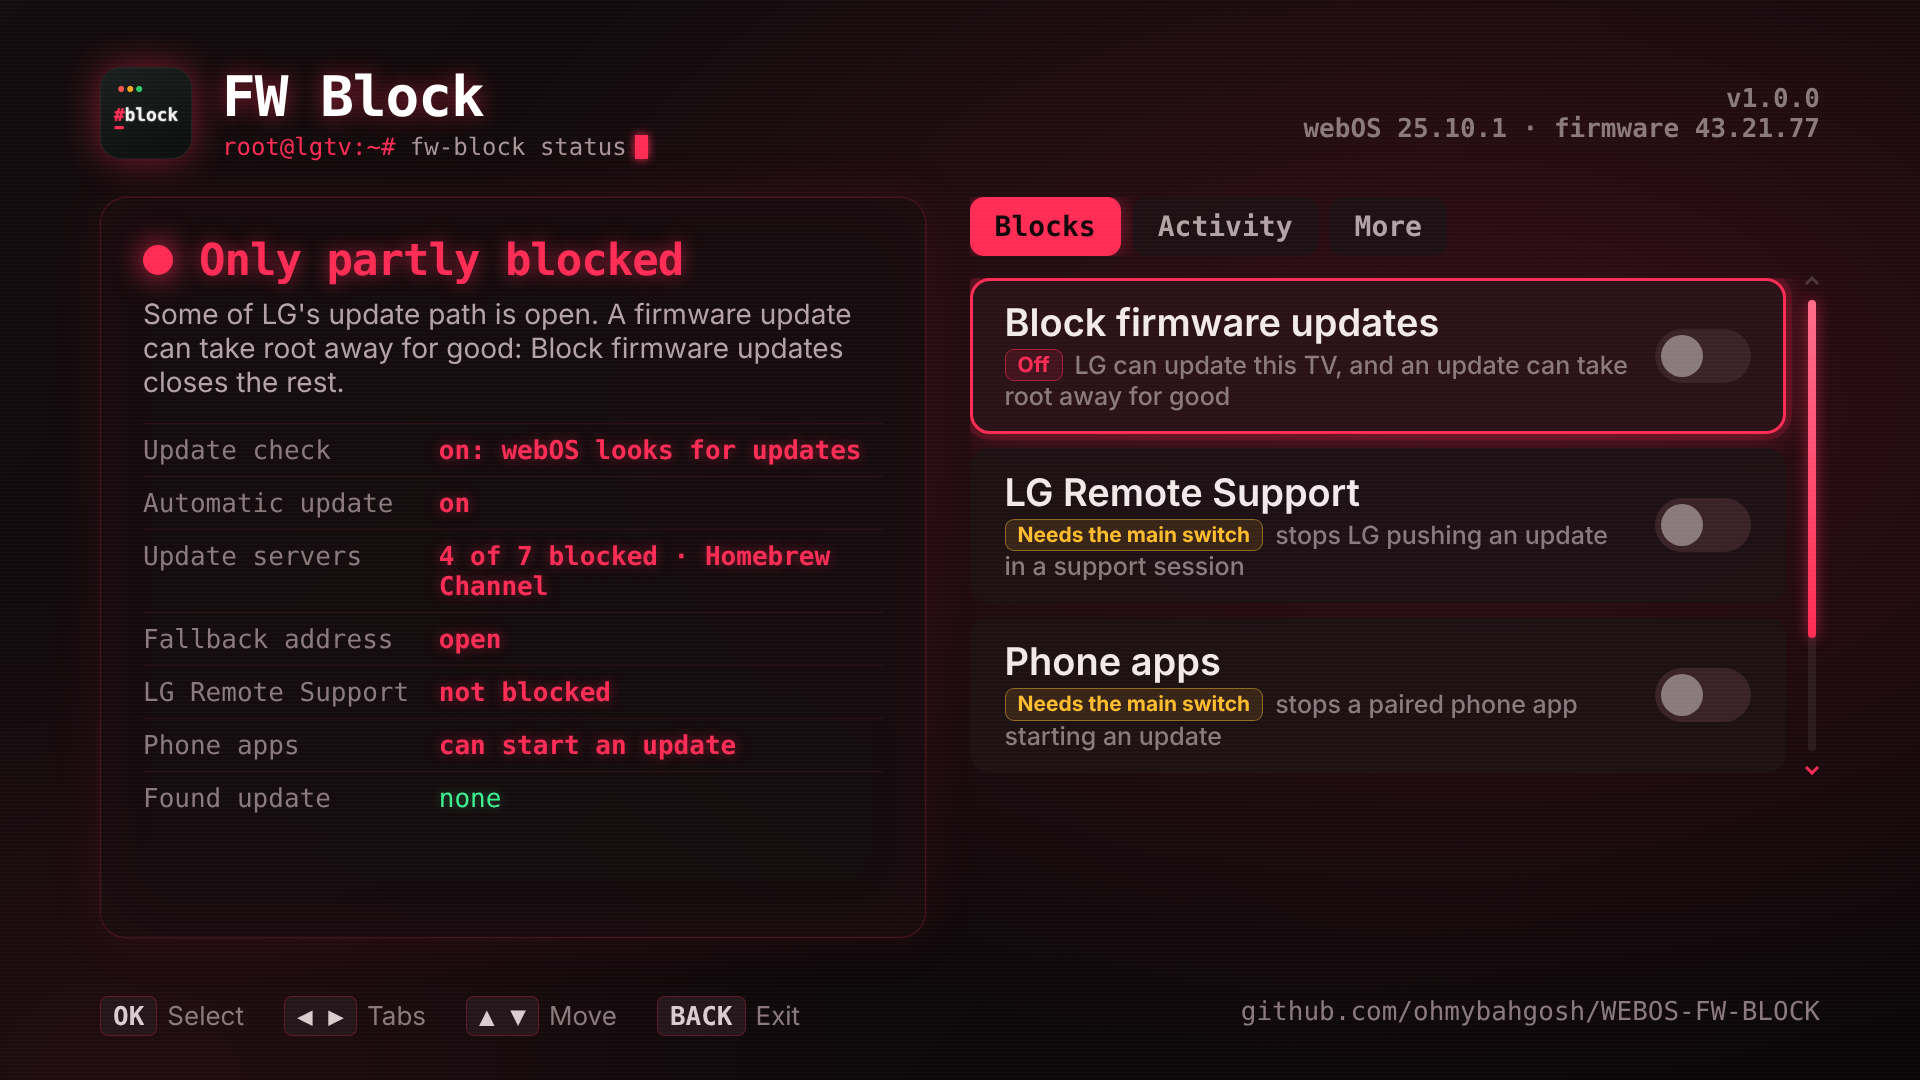 #block
FW Block
root@lgtv:~# fw-block status
v1.0.0
webOS 25.10.1 · firmware 43.21.77
Only partly blocked
Some of LG's update path is open. A firmware update
can take root away for good: Block firmware updates
closes the rest.
Update check on: webOS looks for updates
Automatic update on
Update servers 4 of 7 blocked · Homebrew
Channel
Fallback address open
LG Remote Support not blocked
Phone apps can start an update
Found update none
Blocks Activity More
Block firmware updates
Off LG can update this TV, and an update can take
root away for good
LG Remote Support
Needs the main switch stops LG pushing an update
in a support session
Phone apps
Needs the main switch stops a paired phone app
starting an update
OK Select ◀ ▶ Tabs ▲ ▼ Move BACK Exit
github.com/ohmybahgosh/WEBOS-FW-BLOCK